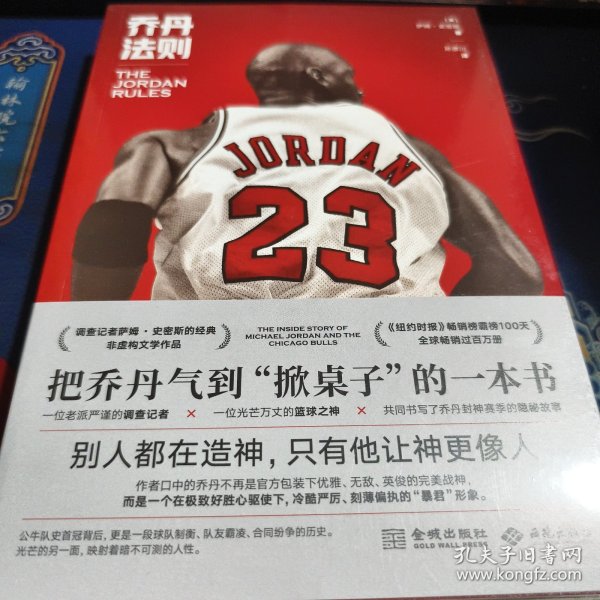 乔丹
法则
THE
JORDAN
RULES
JORDAN
23
翰林院
调查记者萨姆·史密斯的经典
非虚构文学作品
THE INSIDE STORY OF
MICHAEL JORDAN AND THE
CHICAGO BULLS
《纽约时报》畅销榜霸榜100天
全球畅销过百万册
把乔丹气到“掀桌子”的一本书
一位老派严谨的调查记者 × 一位光芒万丈的篮球之神 × 共同书写了乔丹封神赛季的隐秘故事
别人都在造神，只有他让神更像人
作者口中的乔丹不再是官方包装下优雅、无敌、英俊的完美战神，
而是一个在极致好胜心驱使下，冷酷严厉、刻薄偏执的“暴君”形象。
公牛队史首冠背后，更是一段球队制衡、队友霸凌、合同纷争的历史。
光芒的另一面，映射着暗不可测的人性。
金城出版社
GOLD WALL PRESS
孔夫子旧书网
www.kongfz.com